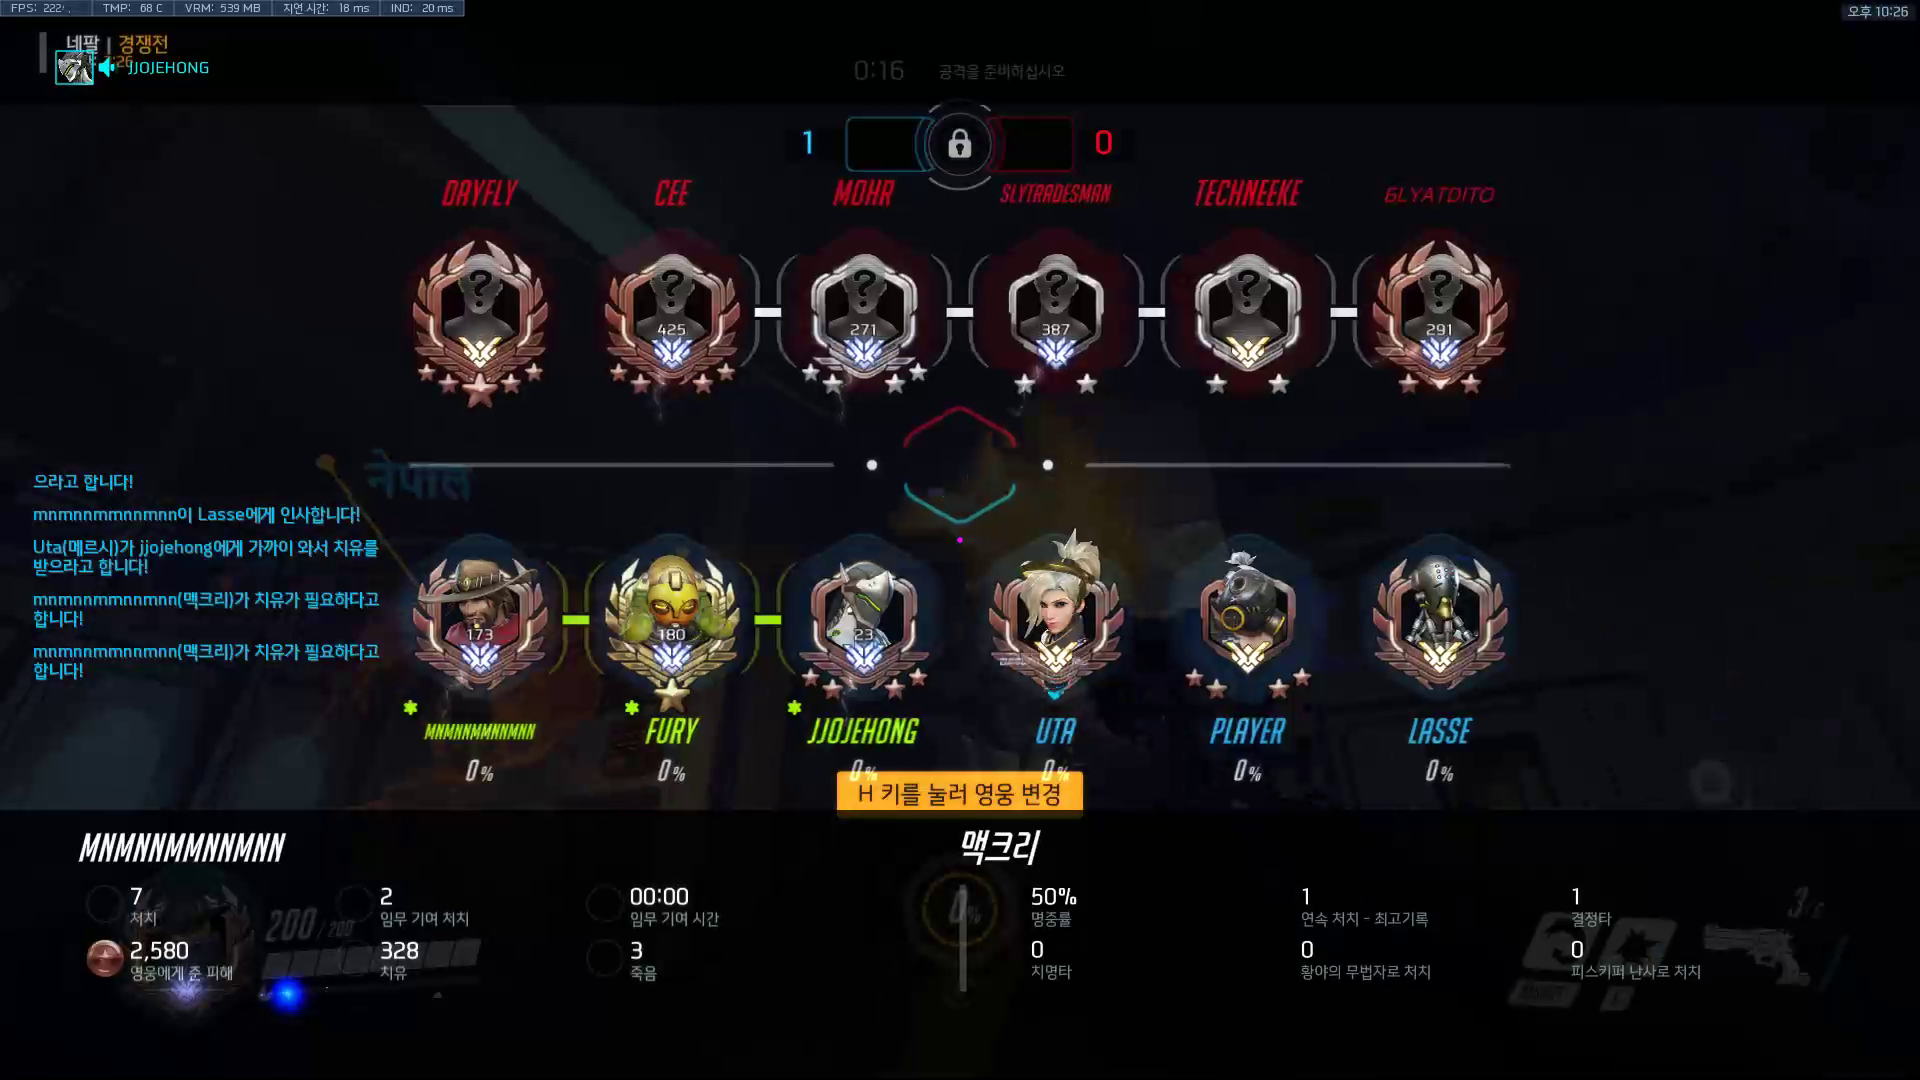 TMP: 68 C
VRM: 539 MB
지연 시간: 18 ms
IND: 20 ms
오후 10:26
네팔 | 경쟁전
JJOJEHONG
0:16 공격을 준비하십시오
1
0
DAYFLY
CEE
MOHR
SLYTRADESMAN
TECHNEEKE
GLYATDITO
425
271
387
291
नेपाल
으라고 합니다!
mnmnnmmnnmnn이 Lasse에게 인사합니다!
Uta(메르시)가 jjojehong에게 가까이 와서 치유를
받으라고 합니다!
mnmnnmmnnmnn(맥크리)가 치유가 필요하다고
합니다!
mnmnnmmnnmnn(맥크리)가 치유가 필요하다고
합니다!
173
180
23
MNMNNMMNNMNN
FURY
JJOJEHONG
UTA
PLAYER
LASSE
0%
0%
0%
0%
0%
0%
H 키를 눌러 영웅 변경
MNMNNMMNNMNN
맥크리
7
처치
2
임무 기여 처치
00:00
임무 기여 시간
50%
명중률
1
연속 처치 - 최고기록
1
결정타
2,580
영웅에게 준 피해
328
치유
3
죽음
0
치명타
0
황야의 무법자로 처치
0
피스키퍼 난사로 처치
200/200